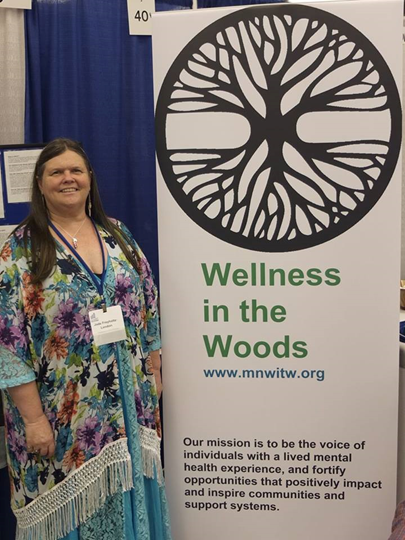 40
Wellness
in the
Woods
www.mnwitw.org
Our mission is to be the voice of
individuals with a lived mental
health experience, and fortify
opportunities that positively impact
and inspire communities and
support systems.